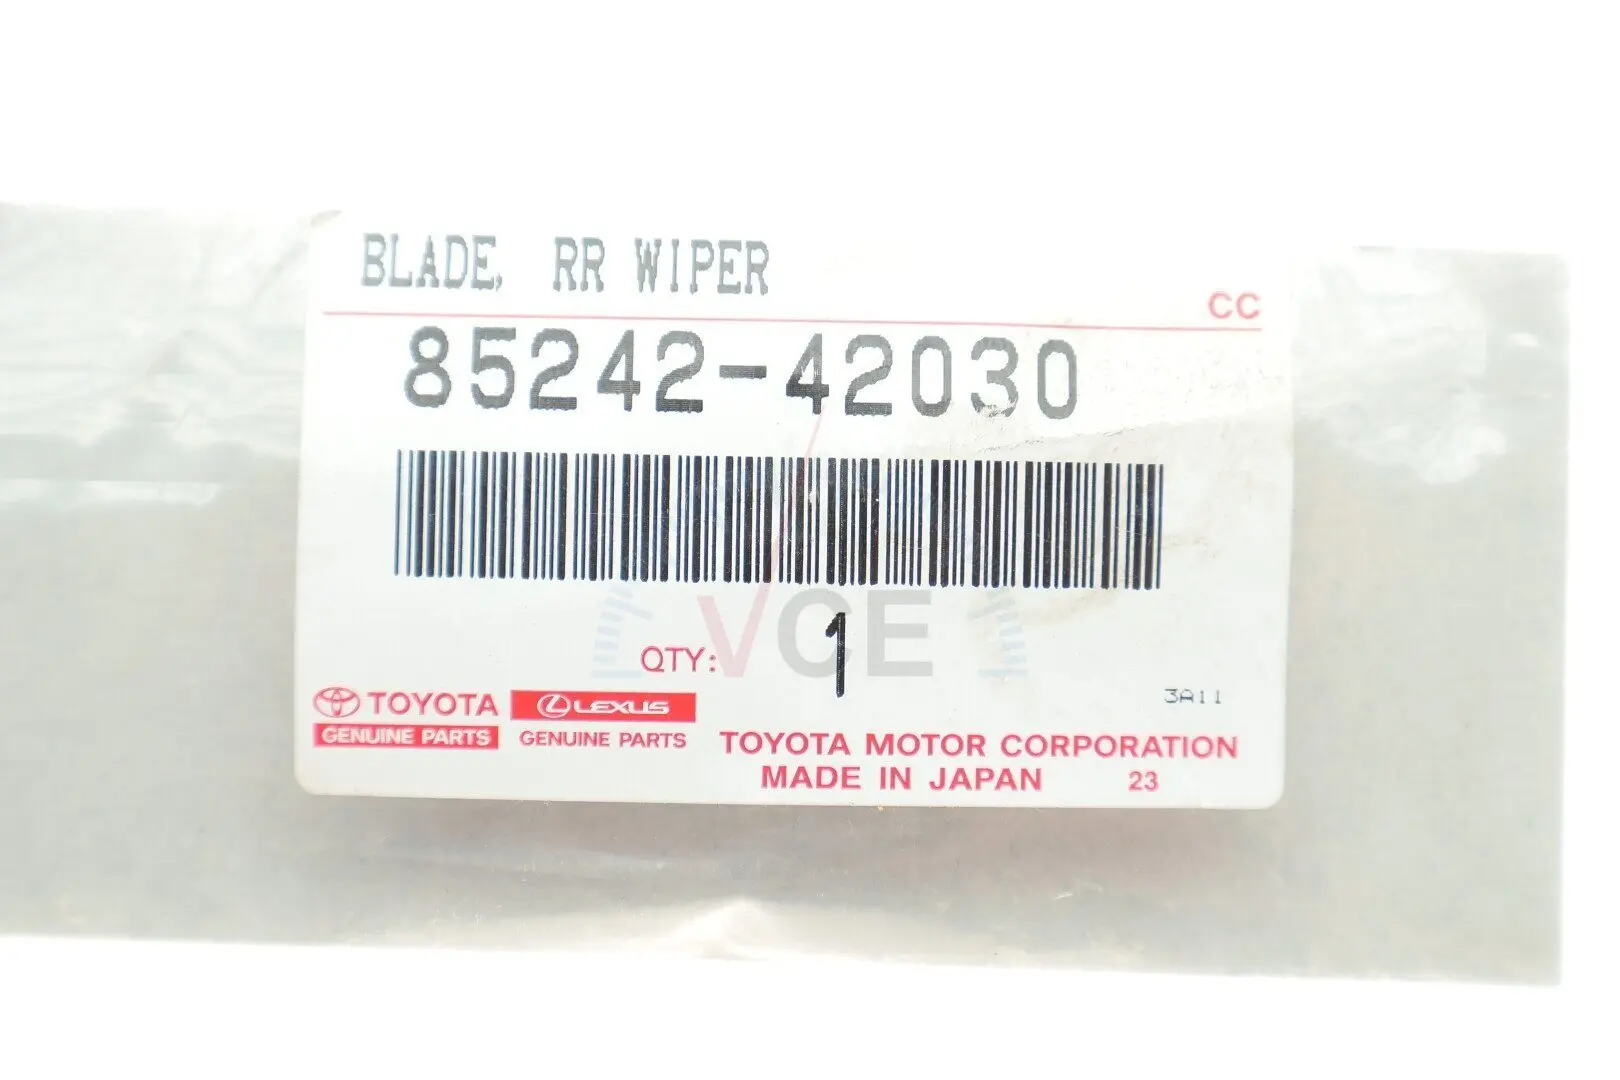 BLADE, RR WIPER
CC
85242-42030
VCE
QTY: 1
3A11
TOYOTA
GENUINE PARTS
LEXUS
GENUINE PARTS
TOYOTA MOTOR CORPORATION
MADE IN JAPAN 23